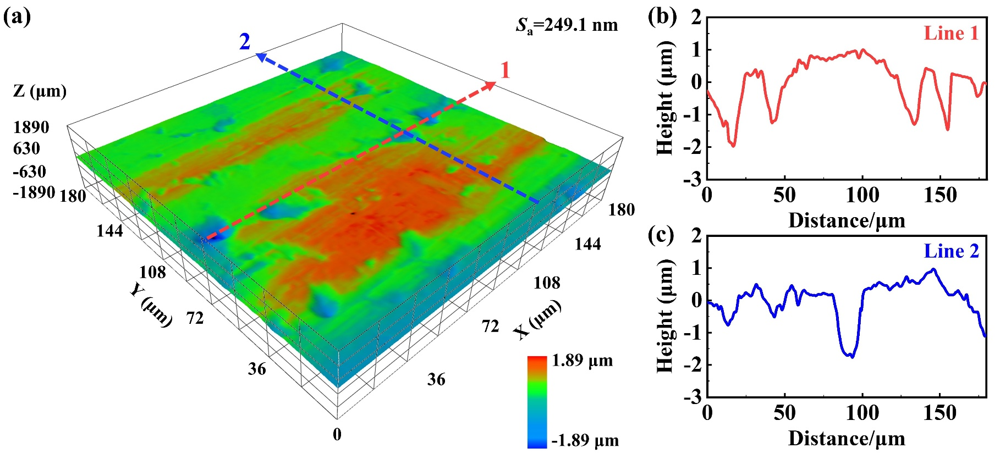 (a)
Sa=249.1 nm
2
1
Z (μm)
1890
630
-630
-1890
180
144
108
72
36
0
Y (μm)
36
72
108
144
180
X (μm)
1.89 μm
-1.89 μm
(b)
Line 1
Height (μm)
2
1
0
-1
-2
-3
0 50 100 150
Distance/μm
(c)
Line 2
Height (μm)
2
1
0
-1
-2
-3
0 50 100 150
Distance/μm